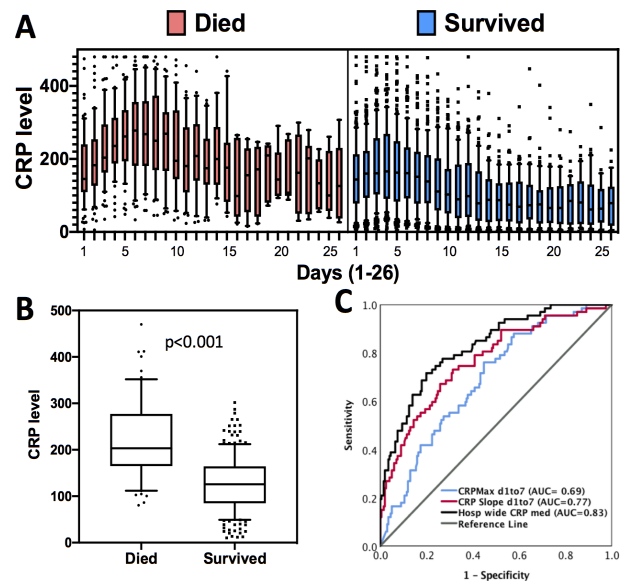 A
Died
Survived
CRP level
400
200
0
1 5 10 15 20 25 1 5 10 15 20 25
Days (1-26)
B
CRP level
500
400
300
200
100
0
p<0.001
Died Survived
C
Sensitivity
1.0
0.8
0.6
0.4
0.2
0.0
CRPMax d1to7 (AUC= 0.69)
CRP Slope d1to7 (AUC=0.77)
Hosp wide CRP med (AUC=0.83)
Reference Line
0.0 0.2 0.4 0.6 0.8 1.0
1 - Specificity